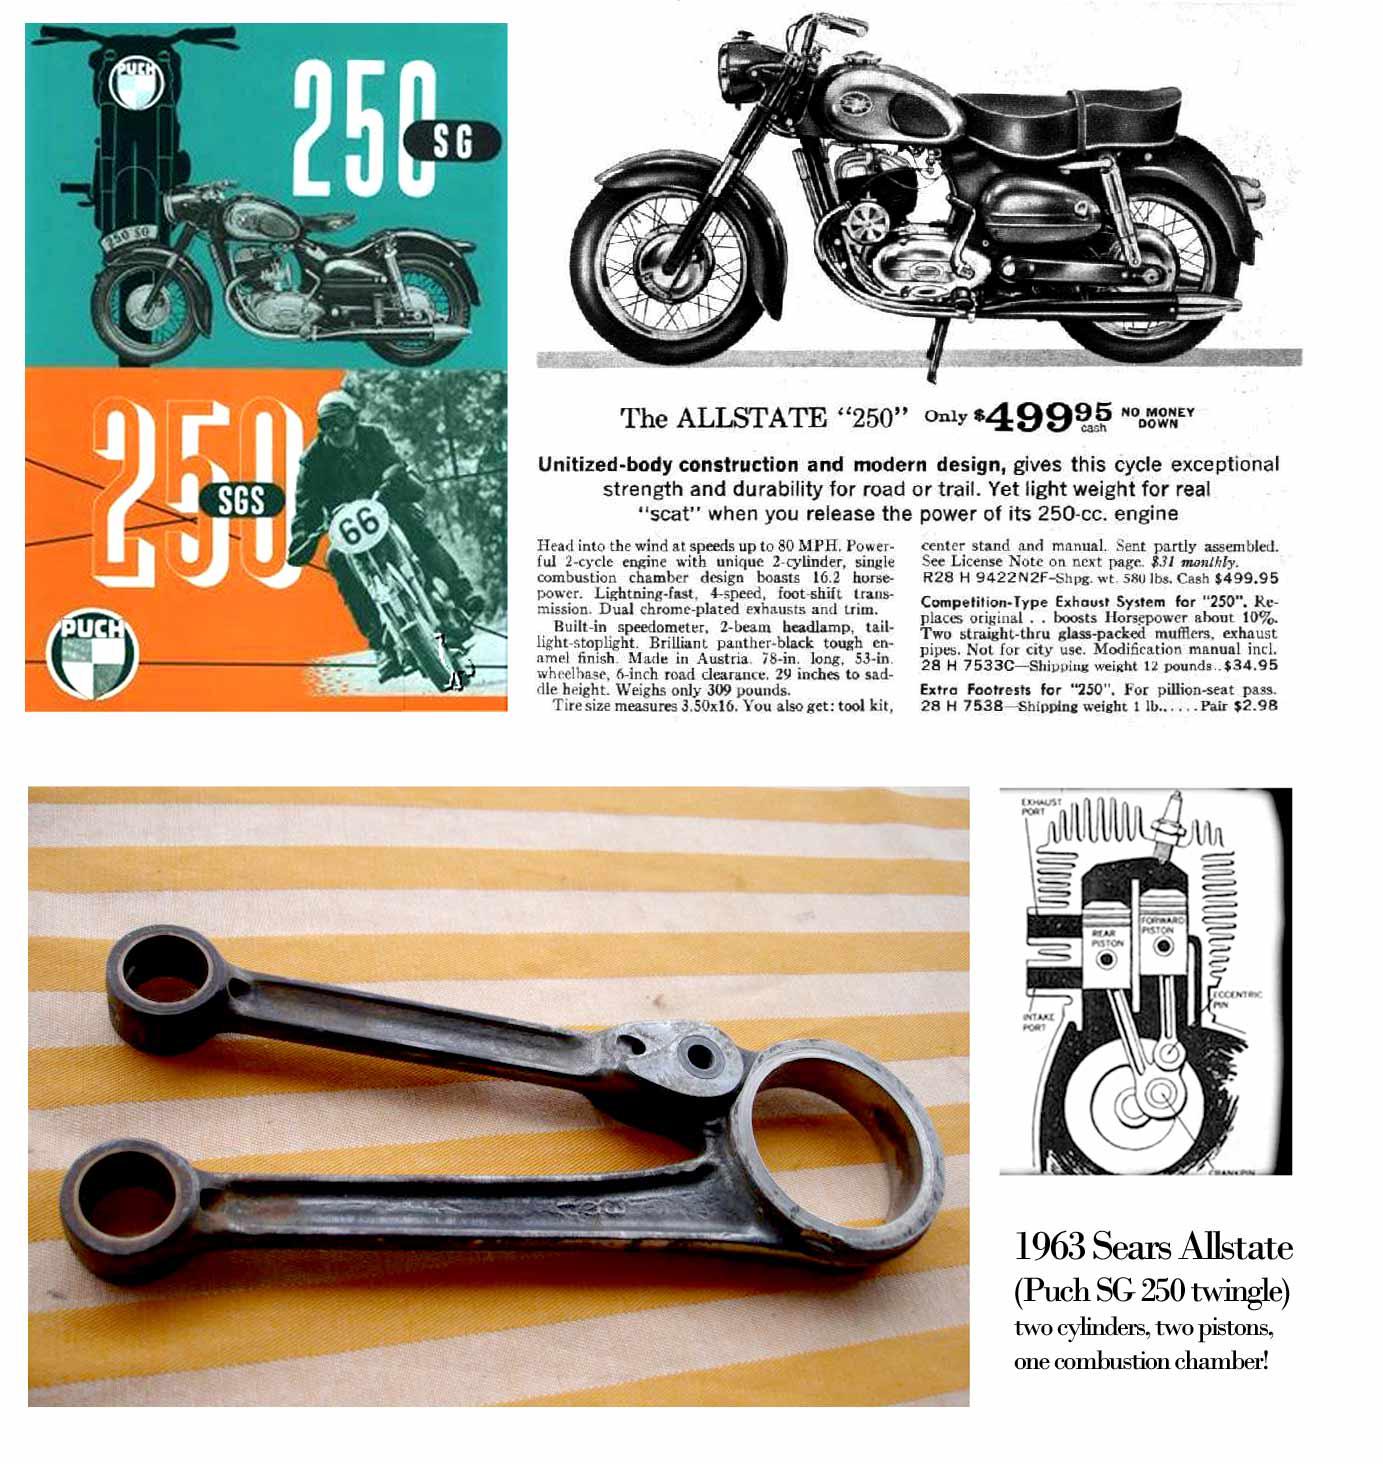 PUCH
250
SG
250 SG
250
SGS
66
PUCH
The ALLSTATE "250" Only $499.95 cash NO MONEY DOWN
Unitized-body construction and modern design, gives this cycle exceptional
strength and durability for road or trail. Yet light weight for real
"scat" when you release the power of its 250-cc. engine
Head into the wind at speeds up to 80 MPH. Power-
ful 2-cycle engine with unique 2-cylinder, single
combustion chamber design boasts 16.2 horse-
power. Lightning-fast, 4-speed, foot-shift trans-
mission. Dual chrome-plated exhausts and trim.
Built-in speedometer, 2-beam headlamp, tail-
light-stoplight. Brilliant panther-black tough en-
amel finish. Made in Austria. 78-in. long, 53-in.
wheelbase, 6-inch road clearance. 29 inches to sad-
dle height. Weighs only 309 pounds.
Tire size measures 3.50x16. You also get: tool kit,
center stand and manual. Sent partly assembled.
See License Note on next page. $31 monthly.
R28 H 9422N2F—Shpg. wt. 580 lbs. Cash $499.95
Competition-Type Exhaust System for "250". Re-
places original . . boosts Horsepower about 10%.
Two straight-thru glass-packed mufflers, exhaust
pipes. Not for city use. Modification manual incl.
28 H 7533C—Shipping weight 12 pounds..$34.95
Extra Footrests for "250". For pillion-seat pass.
28 H 7538—Shipping weight 1 lb.......Pair $2.98
EXHAUST
PORT
REAR
PISTON
FORWARD
PISTON
ECCENTRIC
PIN
INTAKE
PORT
CRANKPIN
1963 Sears Allstate
(Puch SG 250 twingle)
two cylinders, two pistons,
one combustion chamber!